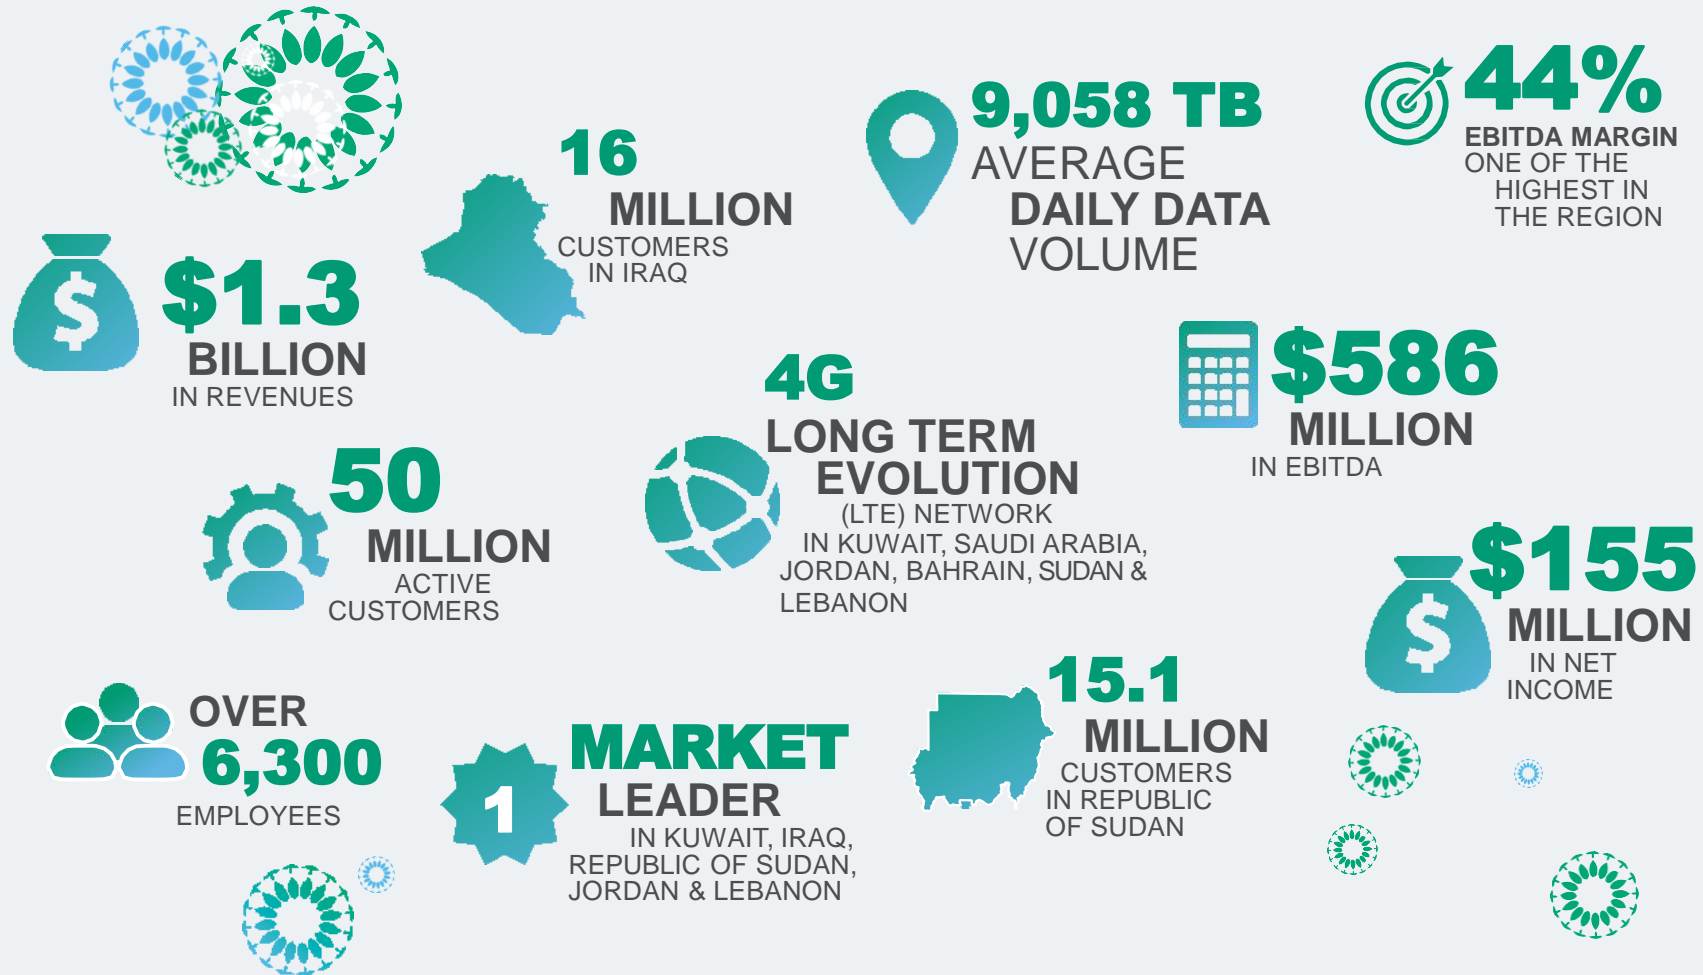 16
MILLION
CUSTOMERS
IN IRAQ
9,058 TB
AVERAGE
DAILY DATA
VOLUME
44%
EBITDA MARGIN
ONE OF THE
HIGHEST IN
THE REGION
$
$1.3
BILLION
IN REVENUES
4G
LONG TERM
EVOLUTION
(LTE) NETWORK
IN KUWAIT, SAUDI ARABIA,
JORDAN, BAHRAIN, SUDAN &
LEBANON
$586
MILLION
IN EBITDA
50
MILLION
ACTIVE
CUSTOMERS
$
$155
MILLION
IN NET
INCOME
OVER
6,300
EMPLOYEES
1
MARKET
LEADER
IN KUWAIT, IRAQ,
REPUBLIC OF SUDAN,
JORDAN & LEBANON
15.1
MILLION
CUSTOMERS
IN REPUBLIC
OF SUDAN